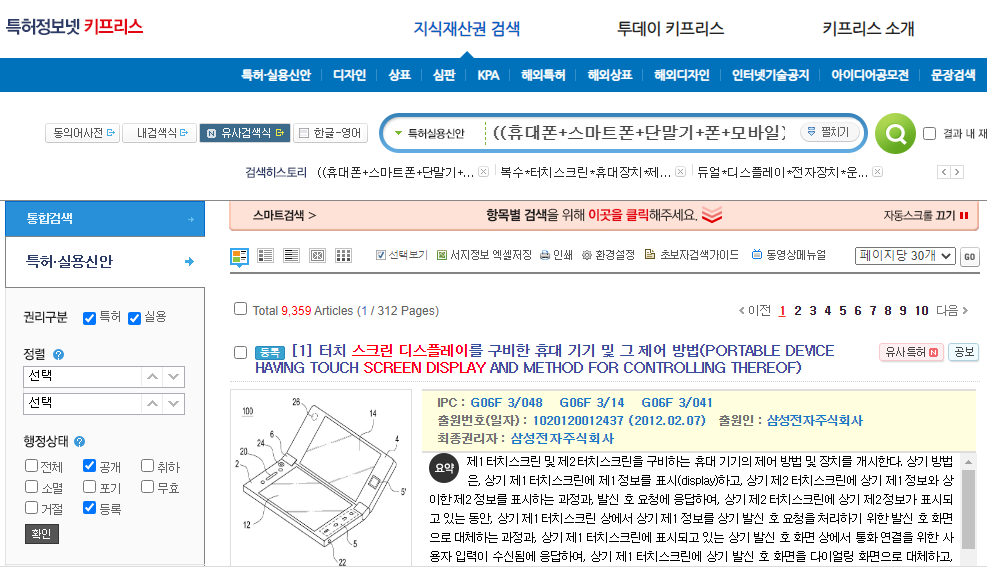 특허정보넷 키프리스
지식재산권 검색 투데이 키프리스 키프리스 소개
특허·실용신안 디자인 상표 심판 KPA 해외특허 해외상표 해외디자인 인터넷기술공지 아이디어공모전 문장검색
동의어사전 내검색식 N 유사검색식 한글-영어 특허실용신안 ((휴대폰+스마트폰+단말기+폰+모바일) 펼치기 결과 내 재
검색히스토리 ((휴대폰+스마트폰+단말기+... 복수*터치스크린*휴대장치*제... 듀얼*디스플레이*전자장치*운...
통합검색
스마트검색 > 항목별 검색을 위해 이곳을 클릭해주세요. 자동스크롤 끄기
특허·실용신안
선택보기 서지정보 엑셀저장 인쇄 환경설정 초보자검색가이드 동영상메뉴얼 페이지당 30개 GO
권리구분 특허 실용
Total 9,359 Articles (1 / 312 Pages) 이전 1 2 3 4 5 6 7 8 9 10 다음
정렬
선택
선택
등록 [1] 터치 스크린 디스플레이를 구비한 휴대 기기 및 그 제어 방법(PORTABLE DEVICE
HAVING TOUCH SCREEN DISPLAY AND METHOD FOR CONTROLLING THEREOF)
유사특허 N 공보
행정상태
전체 공개 취하
소멸 포기 무효
거절 등록
확인
100 26 14 6 24 20 2 4 5' 12 5 22
IPC : G06F 3/048 G06F 3/14 G06F 3/041
출원번호(일자) : 1020120012437 (2012.02.07) 출원인 : 삼성전자주식회사
최종권리자 : 삼성전자주식회사
요약 제1터치스크린 및 제2터치스크린을 구비하는 휴대 기기의 제어 방법 및 장치를 개시한다. 상기 방법
은, 상기 제1터치스크린에 제1정보를 표시(display)하고, 상기 제2터치스크린에 상기 제1정보와 상
이한 제2정보를 표시하는 과정과, 발신 호 요청에 응답하여, 상기 제2터치스크린에 상기 제2정보가 표시되
고 있는 동안, 상기 제1터치스크린 상에서 상기 제1정보를 상기 발신 호 요청을 처리하기 위한 발신 호 화면
으로 대체하는 과정과, 상기 제1터치스크린에 표시되고 있는 상기 발신 호 화면 상에서 통화 연결을 위한 사
용자 입력이 수신됨에 응답하여, 상기 제1터치스크린에 상기 발신 호 화면을 다이얼링 화면으로 대체하고,